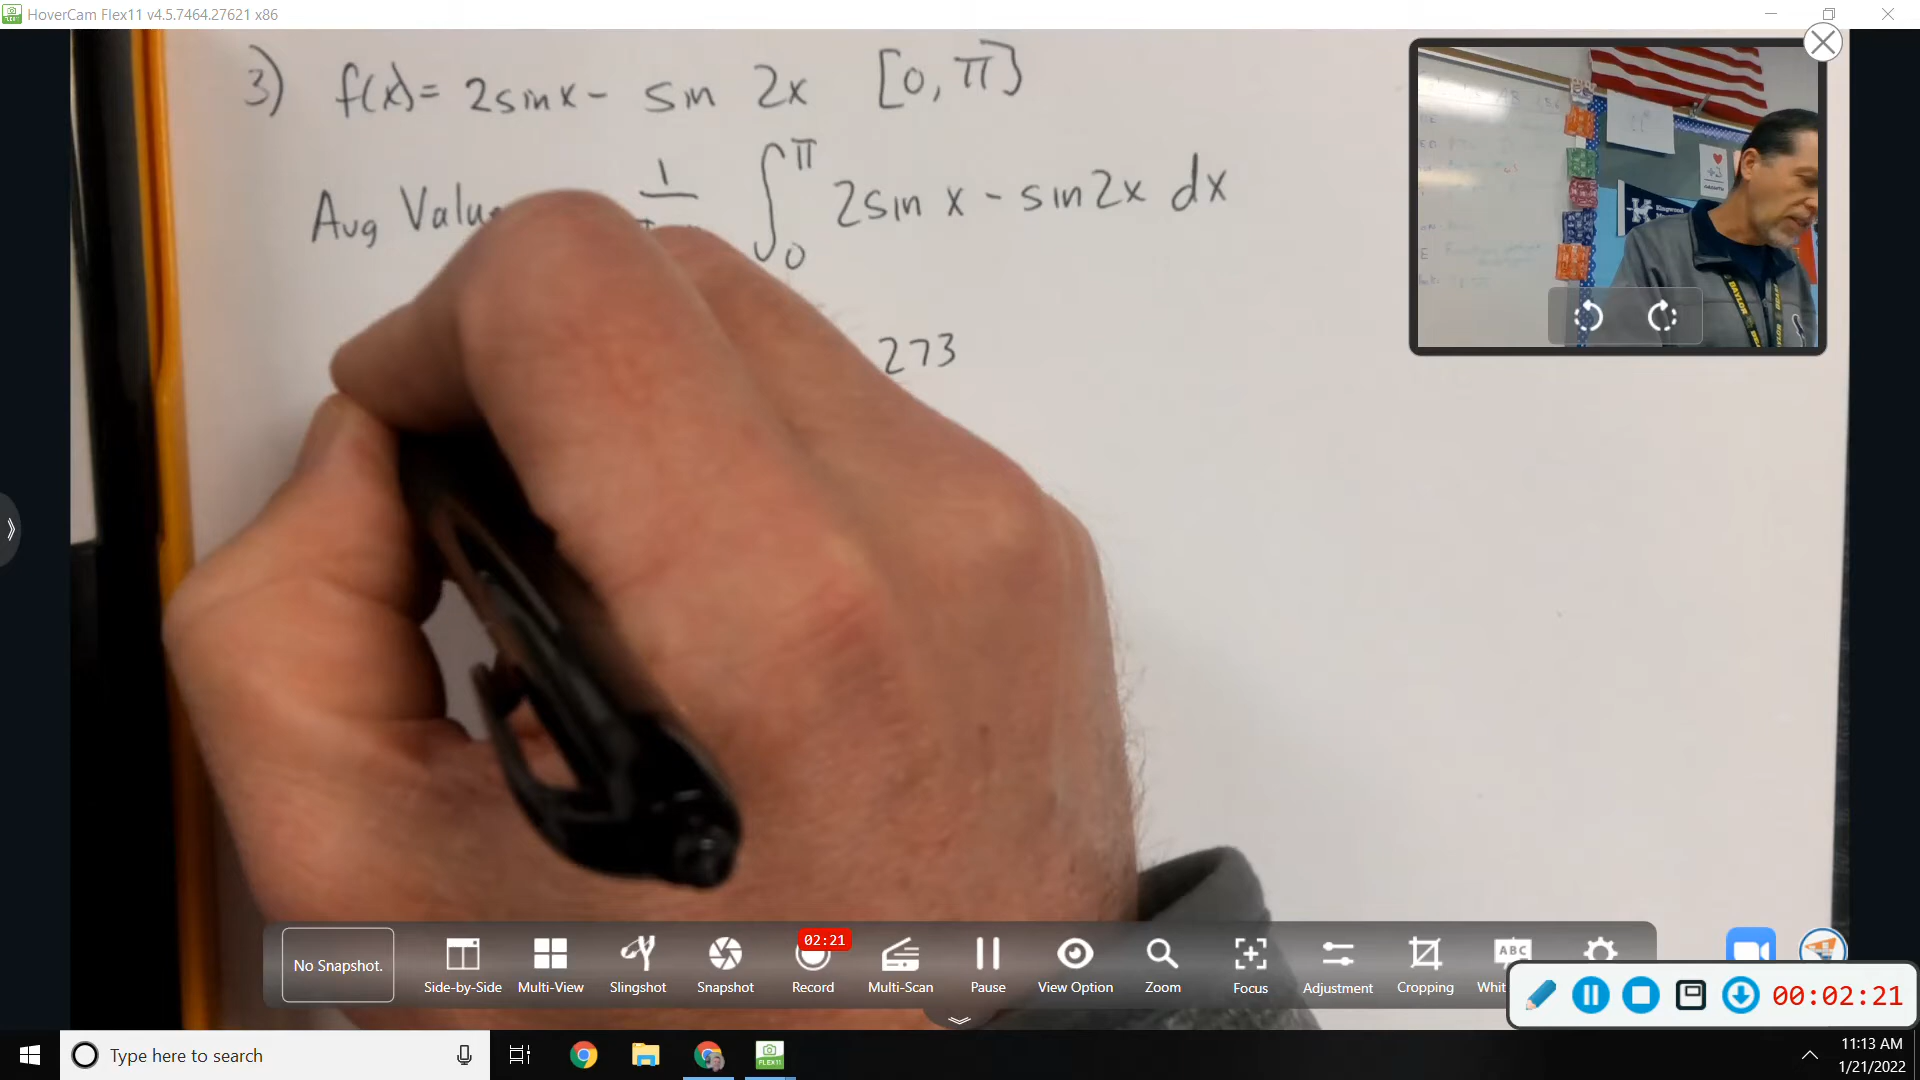 HoverCam Flex11 v4.5.7464.27621 x86
3) f(x)= 2sinx - sin 2x [0, π]
Avg Value 1 ∫ π 0 2sin x - sin2x dx
273
No Snapshot.
Side-by-Side
Multi-View
Slingshot
Snapshot
02:21
Record
Multi-Scan
Pause
View Option
Zoom
Focus
Adjustment
Cropping
ABC
Whit
00:02:21
Type here to search
FLEX11
11:13 AM
1/21/2022